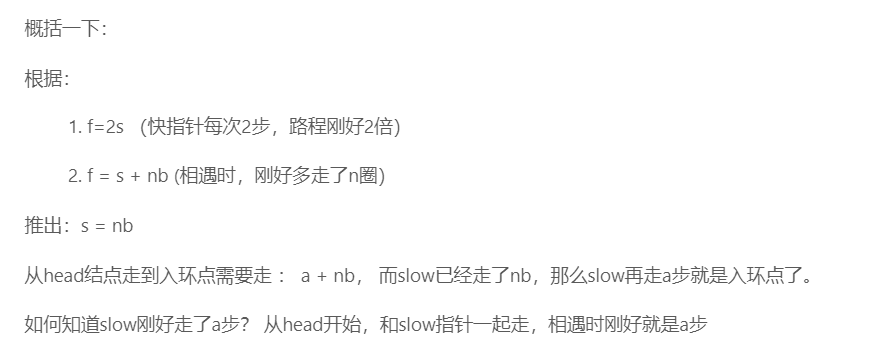 概括一下：
根据：
1. f=2s （快指针每次2步，路程刚好2倍）
2. f = s + nb (相遇时，刚好多走了n圈）
推出：s = nb
从head结点走到入环点需要走 ： a + nb， 而slow已经走了nb，那么slow再走a步就是入环点了。
如何知道slow刚好走了a步？ 从head开始，和slow指针一起走，相遇时刚好就是a步